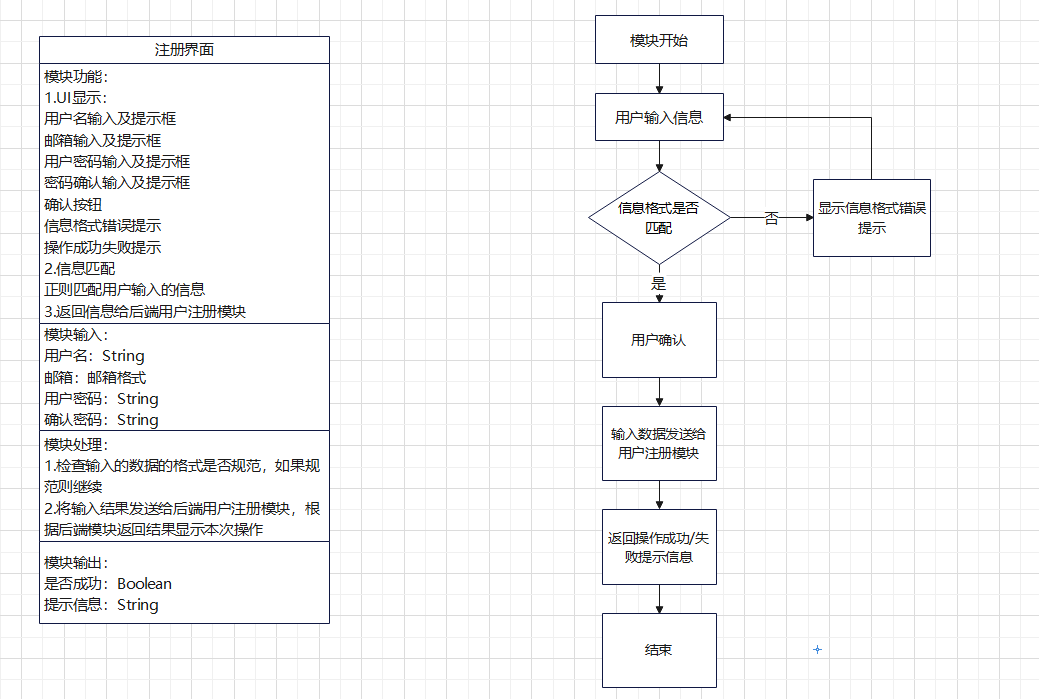 注册界面
模块功能：
1.UI显示：
用户名输入及提示框
邮箱输入及提示框
用户密码输入及提示框
密码确认输入及提示框
确认按钮
信息格式错误提示
操作成功失败提示
2.信息匹配
正则匹配用户输入的信息
3.返回信息给后端用户注册模块
模块输入：
用户名：String
邮箱：邮箱格式
用户密码：String
确认密码：String
模块处理：
1.检查输入的数据的格式是否规范，如果规
范则继续
2.将输入结果发送给后端用户注册模块，根
据后端模块返回结果显示本次操作
模块输出：
是否成功：Boolean
提示信息：String
模块开始
用户输入信息
信息格式是否
匹配
否
显示信息格式错误
提示
是
用户确认
输入数据发送给
用户注册模块
返回操作成功/失
败提示信息
结束